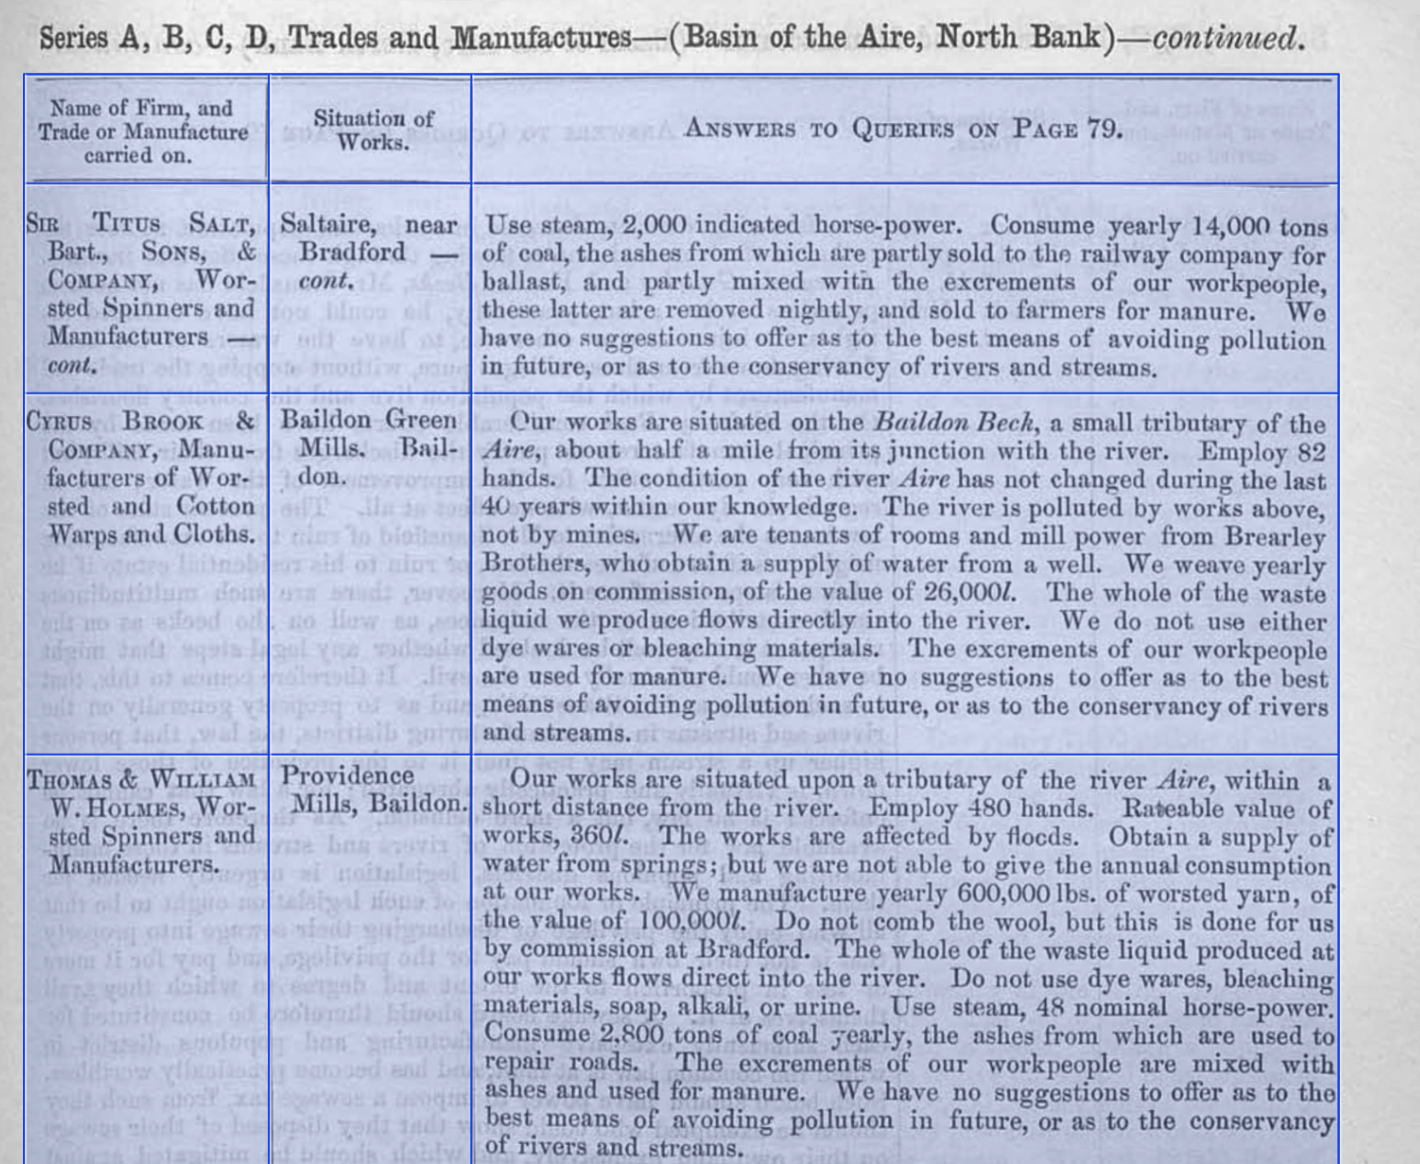 Series A, B, C, D, Trades and Manufactures—(Basin of the Aire, North Bank)—continued.
Name of Firm, and
Trade or Manufacture
carried on.
Situation of
Works.
ANSWERS TO QUERIES ON PAGE 79.
SIR TITUS SALT,
Bart., SONS, &
COMPANY, Wor-
sted Spinners and
Manufacturers —
cont.
Saltaire, near
Bradford —
cont.
Use steam, 2,000 indicated horse-power. Consume yearly 14,000 tons
of coal, the ashes from which are partly sold to the railway company for
ballast, and partly mixed with the excrements of our workpeople,
these latter are removed nightly, and sold to farmers for manure. We
have no suggestions to offer as to the best means of avoiding pollution
in future, or as to the conservancy of rivers and streams.
CYRUS BROOK &
COMPANY, Manu-
facturers of Wor-
sted and Cotton
Warps and Cloths.
Baildon Green
Mills. Bail-
don.
Our works are situated on the Baildon Beck, a small tributary of the
Aire, about half a mile from its junction with the river. Employ 82
hands. The condition of the river Aire has not changed during the last
40 years within our knowledge. The river is polluted by works above,
not by mines. We are tenants of rooms and mill power from Brearley
Brothers, who obtain a supply of water from a well. We weave yearly
goods on commission, of the value of 26,000l. The whole of the waste
liquid we produce flows directly into the river. We do not use either
dye wares or bleaching materials. The excrements of our workpeople
are used for manure. We have no suggestions to offer as to the best
means of avoiding pollution in future, or as to the conservancy of rivers
and streams.
THOMAS & WILLIAM
W. HOLMES, Wor-
sted Spinners and
Manufacturers.
Providence
Mills, Baildon.
Our works are situated upon a tributary of the river Aire, within a
short distance from the river. Employ 480 hands. Rateable value of
works, 360l. The works are affected by floods. Obtain a supply of
water from springs; but we are not able to give the annual consumption
at our works. We manufacture yearly 600,000 lbs. of worsted yarn, of
the value of 100,000l. Do not comb the wool, but this is done for us
by commission at Bradford. The whole of the waste liquid produced at
our works flows direct into the river. Do not use dye wares, bleaching
materials, soap, alkali, or urine. Use steam, 48 nominal horse-power.
Consume 2,800 tons of coal yearly, the ashes from which are used to
repair roads. The excrements of our workpeople are mixed with
ashes and used for manure. We have no suggestions to offer as to the
best means of avoiding pollution in future, or as to the conservancy
of rivers and streams.